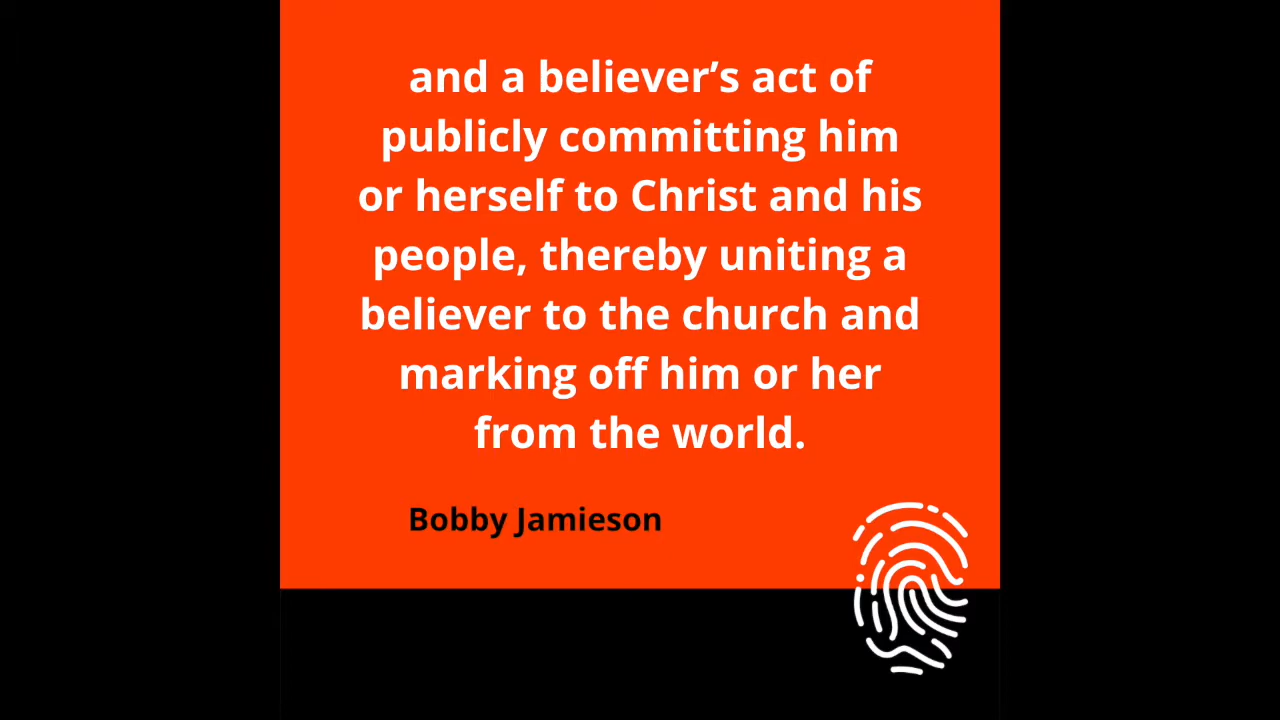 and a believer’s act of
publicly committing him
or herself to Christ and his
people, thereby uniting a
believer to the church and
marking off him or her
from the world.
Bobby Jamieson